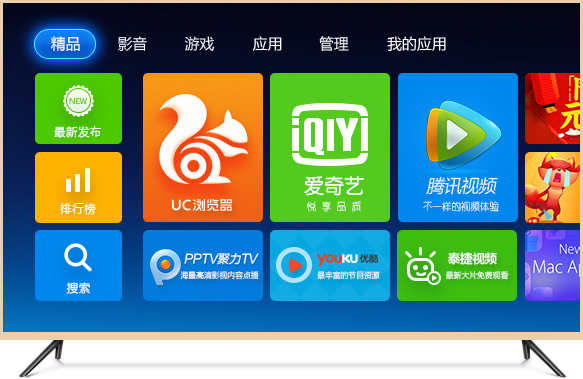 精品 影音 游戏 应用 管理 我的应用
NEW
最新发布
排行榜
搜索
UC浏览器
iQIYI
爱奇艺
悦享品质
腾讯视频
不一样的视频体验
PPTV聚力TV
海量高清影视内容点播
YOUKU优酷
最丰富的节目资源
泰捷视频
最新大片免费观看
元
New
Mac Ap